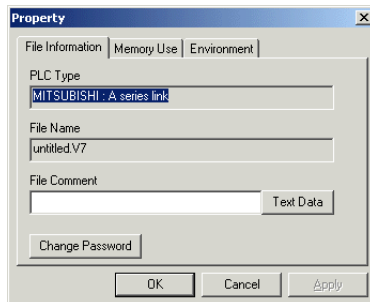 Property
File Information Memory Use Environment
PLC Type
MITSUBISHI : A series link
File Name
untitled.V7
File Comment
Text Data
Change Password
OK Cancel Apply